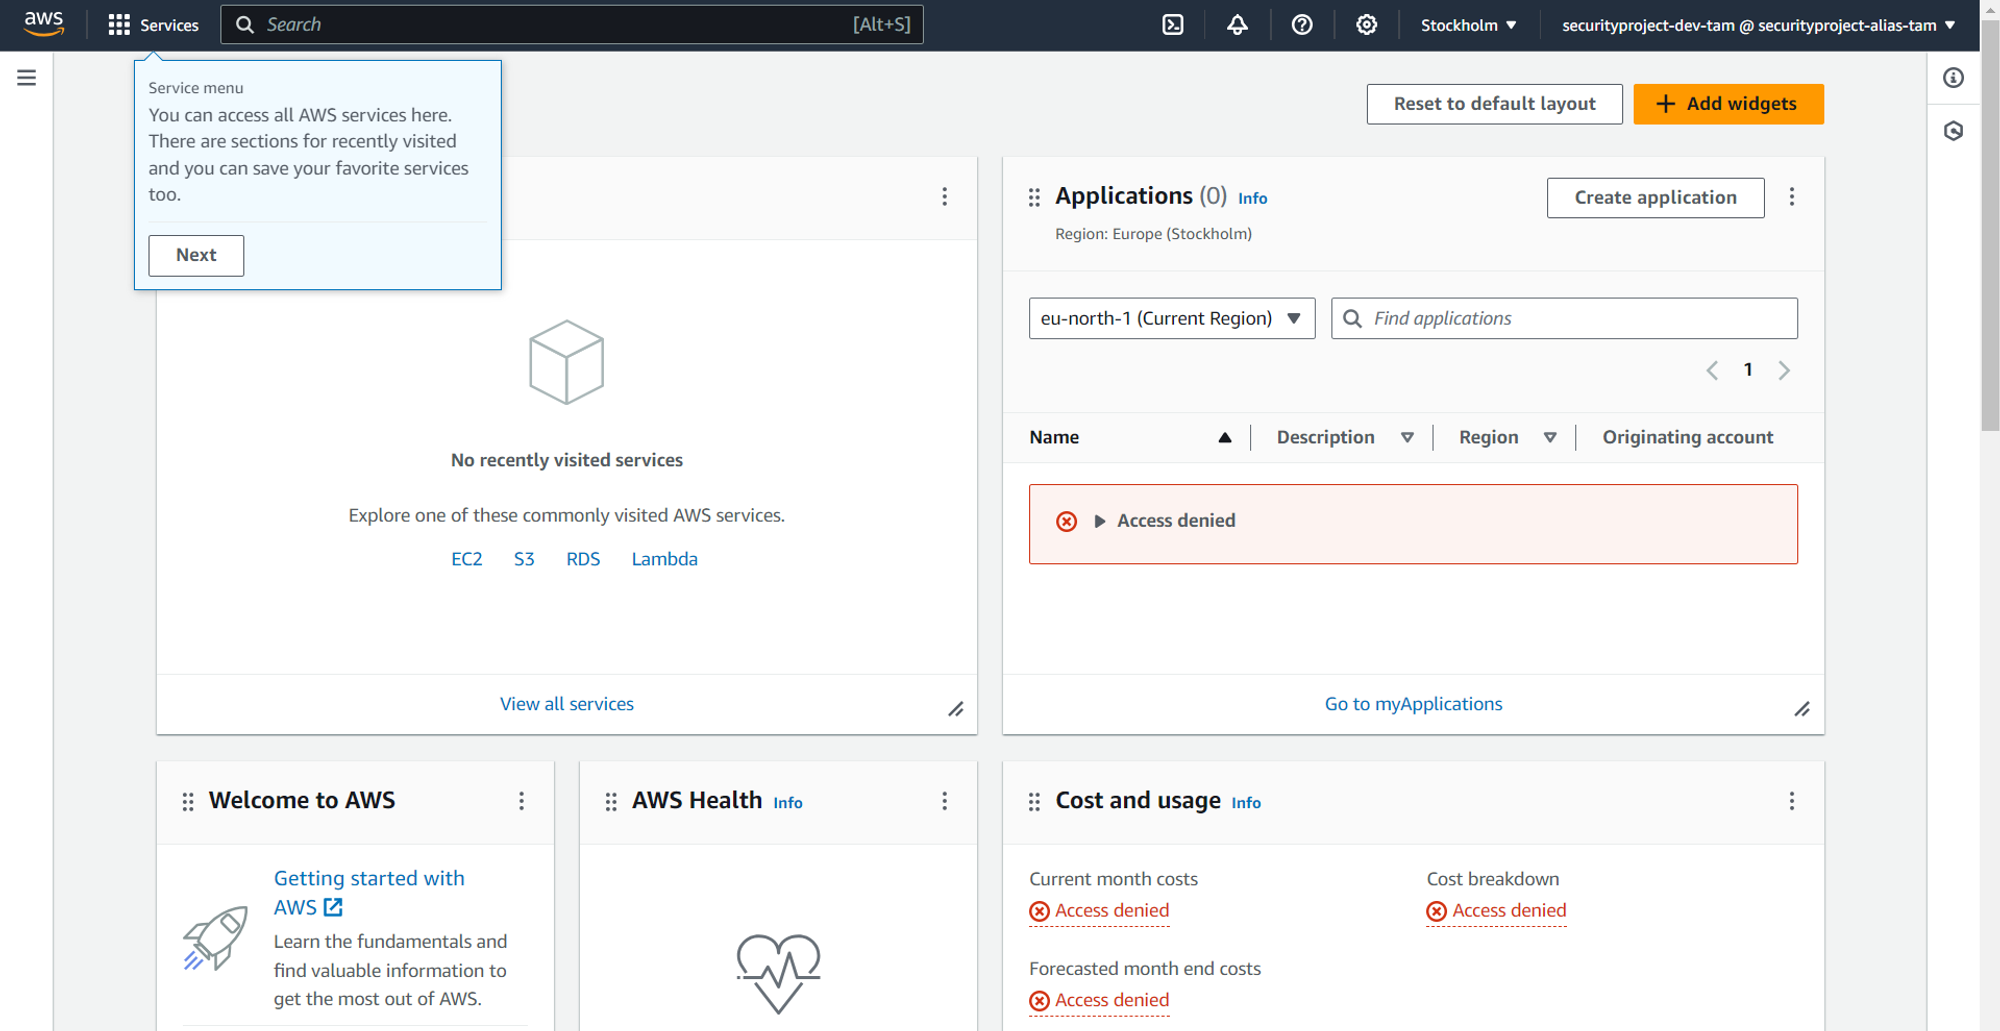 aws
Services
Search
[Alt+S]
Stockholm
securityproject-dev-tam @ securityproject-alias-tam
Service menu
You can access all AWS services here.
There are sections for recently visited
and you can save your favorite services
too.
Next
Reset to default layout
Add widgets
No recently visited services
Explore one of these commonly visited AWS services.
EC2 S3 RDS Lambda
View all services
Applications (0) Info
Region: Europe (Stockholm)
Create application
eu-north-1 (Current Region)
Find applications
1
Name Description Region Originating account
Access denied
Go to myApplications
Welcome to AWS
Getting started with
AWS
Learn the fundamentals and
find valuable information to
get the most out of AWS.
AWS Health Info
Cost and usage Info
Current month costs
Access denied
Cost breakdown
Access denied
Forecasted month end costs
Access denied